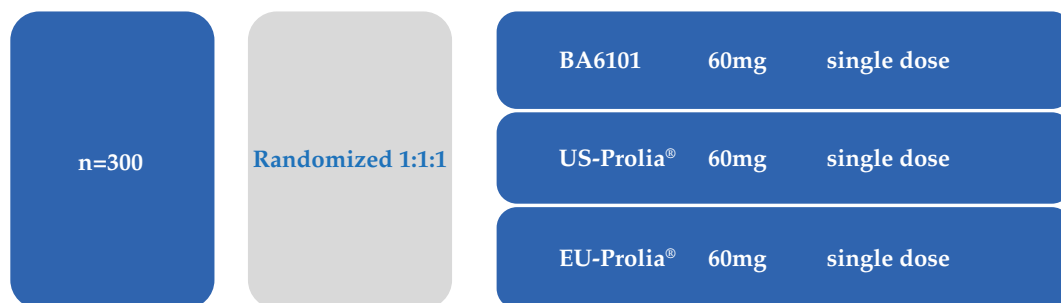 n=300
Randomized 1:1:1
BA6101 60mg single dose
US-Prolia® 60mg single dose
EU-Prolia® 60mg single dose